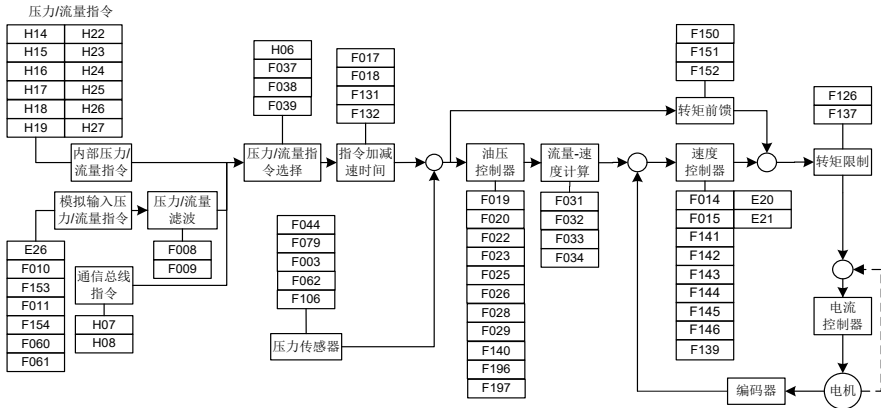 压力/流量指令
H14 H22
H15 H23
H16 H24
H17 H25
H18 H26
H19 H27
内部压力/
流量指令
模拟输入压
力/流量指令
E26
F010
F153
F011
F154
F060
F061
压力/流量
滤波
F008
F009
通信总线
指令
H07
H08
H06
F037
F038
F039
压力/流量指
令选择
F017
F018
F131
F132
指令加减
速时间
F044
F079
F003
F062
F106
压力传感器
油压
控制器
F019
F020
F022
F023
F025
F026
F028
F029
F140
F196
F197
流量-速
度计算
F031
F032
F033
F034
F150
F151
F152
转矩前馈
速度
控制器
F014 E20
F015 E21
F141
F142
F143
F144
F145
F146
F139
F126
F137
转矩限制
电流
控制器
电机
编码器